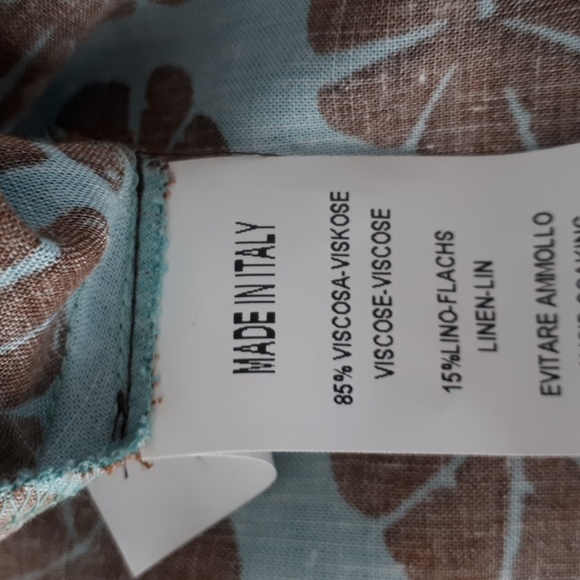 MADE IN ITALY
85% VISCOSA-VISKOSE
VISCOSE-VISCOSE
15%LINO-FLACHS
LINEN-LIN
EVITARE AMMOLLO